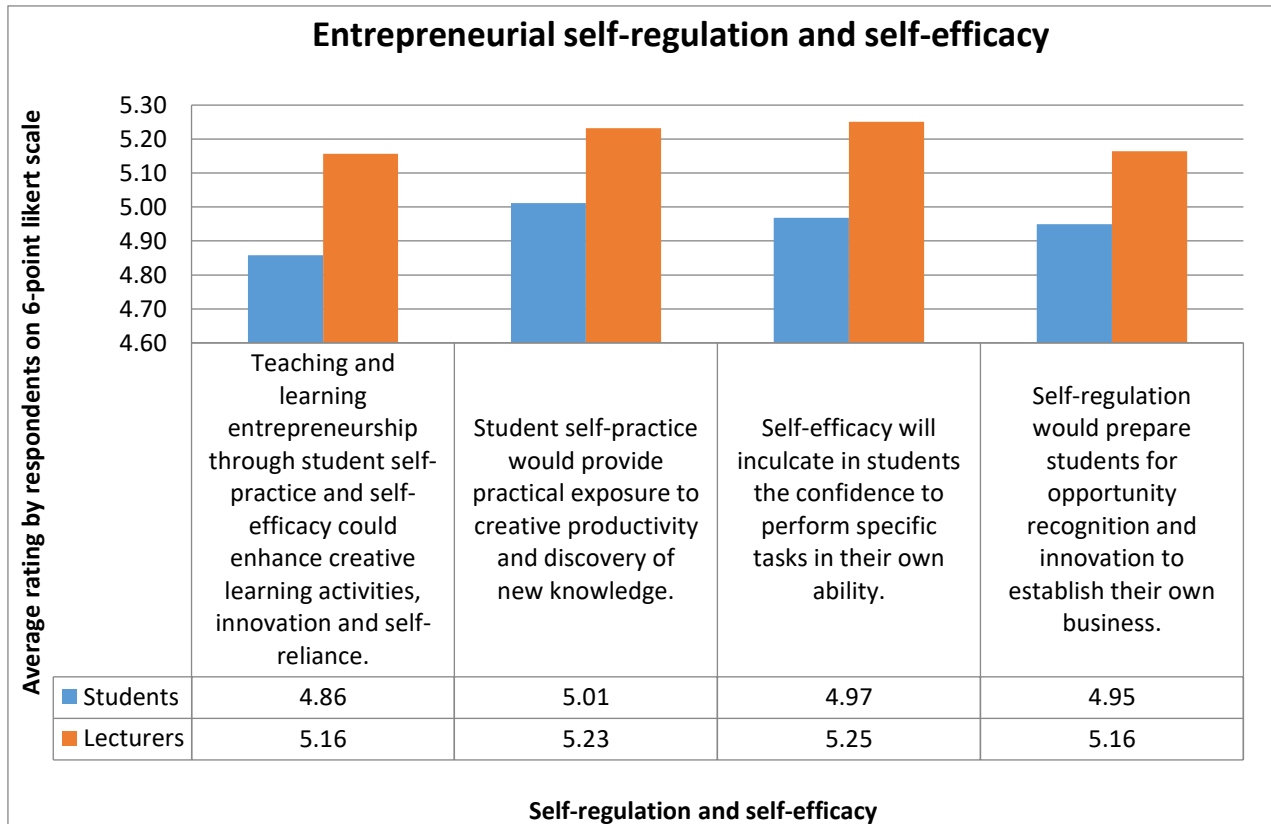 Entrepreneurial self-regulation and self-efficacy
Average rating by respondents on 6-point likert scale
5.30
5.20
5.10
5.00
4.90
4.80
4.70
4.60
Teaching and
learning
entrepreneurship
through student self-
practice and self-
efficacy could
enhance creative
learning activities,
innovation and self-
reliance.
Student self-practice
would provide
practical exposure to
creative productivity
and discovery of
new knowledge.
Self-efficacy will
inculcate in students
the confidence to
perform specific
tasks in their own
ability.
Self-regulation
would prepare
students for
opportunity
recognition and
innovation to
establish their own
business.
Students 4.86 5.01 4.97 4.95
Lecturers 5.16 5.23 5.25 5.16
Self-regulation and self-efficacy